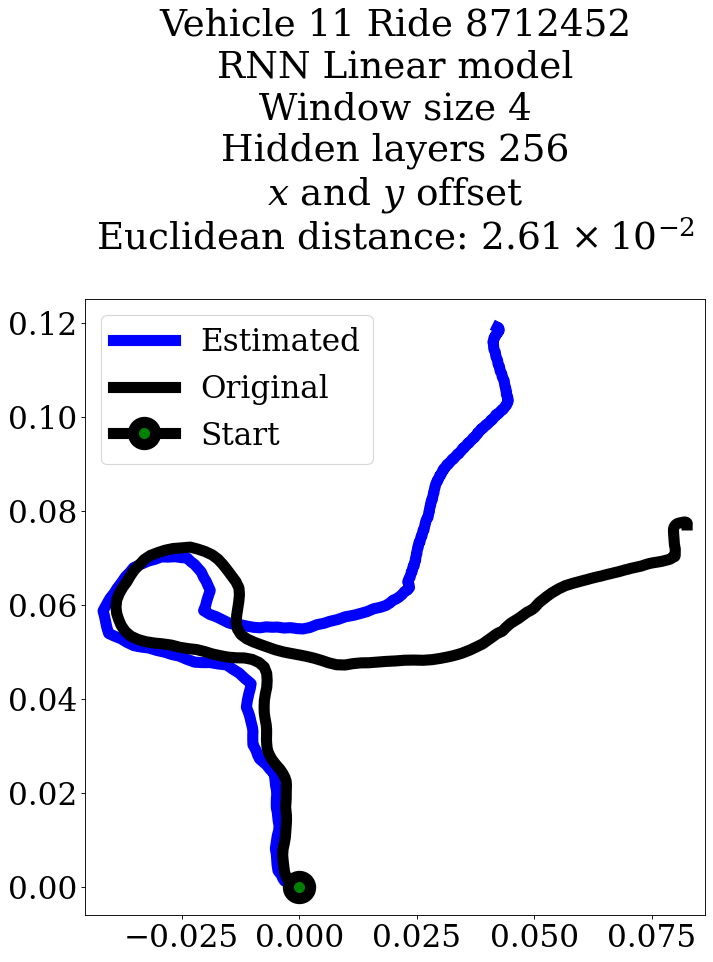 Vehicle 11 Ride 8712452
RNN Linear model
Window size 4
Hidden layers 256
x and y offset
Euclidean distance: 2.61 × 10⁻²
Estimated
Original
Start
0.12
0.10
0.08
0.06
0.04
0.02
0.00
−0.025 0.000 0.025 0.050 0.075